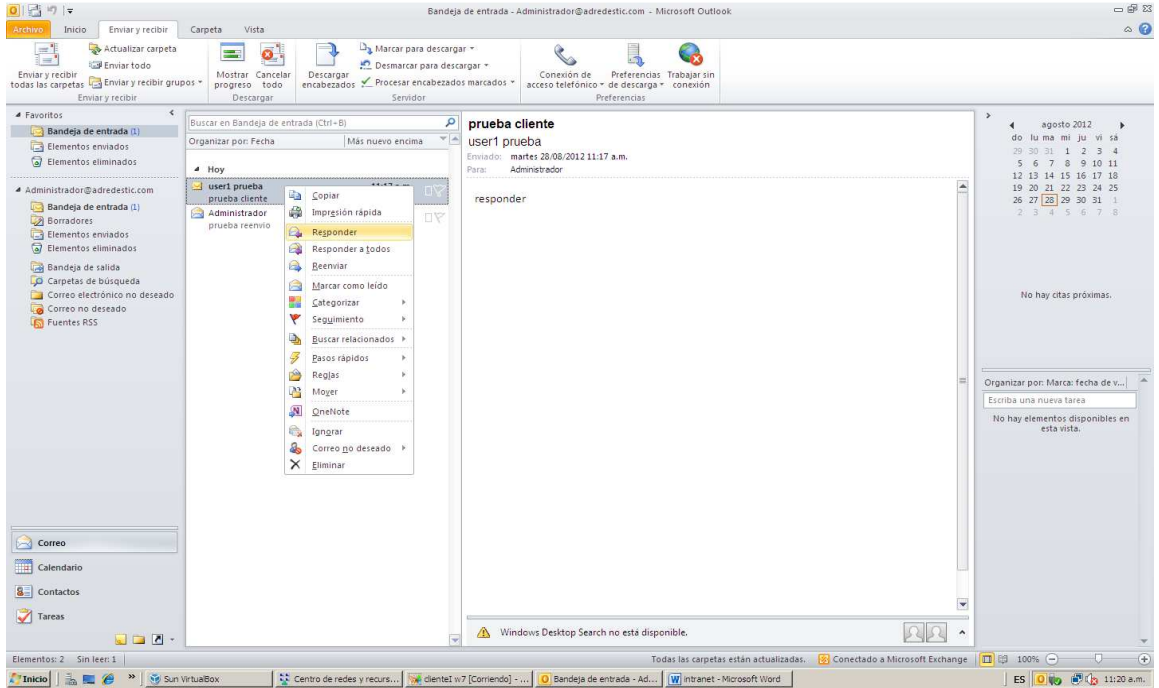 Bandeja de entrada - Administrador@adredestic.com - Microsoft Outlook
Archivo Inicio Enviar y recibir Carpeta Vista
Enviar y recibir
todas las carpetas
Actualizar carpeta
Enviar todo
Enviar y recibir grupos
Enviar y recibir
Mostrar
progreso
Cancelar
todo
Descargar
Descargar
encabezados
Marcar para descargar
Desmarcar para descargar
Procesar encabezados marcados
Servidor
Conexión de
acceso telefónico
Preferencias
de descarga
Trabajar sin
conexión
Preferencias
Favoritos
Bandeja de entrada (1)
Elementos enviados
Elementos eliminados
Administrador@adredestic.com
Bandeja de entrada (1)
Borradores
Elementos enviados
Elementos eliminados
Bandeja de salida
Carpetas de búsqueda
Correo electrónico no deseado
Correo no deseado
Fuentes RSS
Correo
Calendario
Contactos
Tareas
Buscar en Bandeja de entrada (Ctrl+B)
Organizar por: Fecha Más nuevo encima
Hoy
user1 prueba
prueba cliente
Administrador
prueba reenvio
Copiar
Impresión rápida
Responder
Responder a todos
Reenviar
Marcar como leído
Categorizar
Seguimiento
Buscar relacionados
Pasos rápidos
Reglas
Mover
OneNote
Ignorar
Correo no deseado
Eliminar
prueba cliente
user1 prueba
Enviado: martes 28/08/2012 11:17 a.m.
Para: Administrador
responder
Windows Desktop Search no está disponible.
agosto 2012
do lu ma mi ju vi sá
29 30 31 1 2 3 4
5 6 7 8 9 10 11
12 13 14 15 16 17 18
19 20 21 22 23 24 25
26 27 28 29 30 31 1
2 3 4 5 6 7 8
No hay citas próximas.
Organizar por: Marca: fecha de v...
Escriba una nueva tarea
No hay elementos disponibles en
esta vista.
Elementos: 2 Sin leer: 1 Todas las carpetas están actualizadas. Conectado a Microsoft Exchange 100%
Inicio Sun VirtualBox Centro de redes y recurs... clienteI w7 [Corriendo] - ... Bandeja de entrada - Ad... intranet - Microsoft Word ES 11:20 a.m.